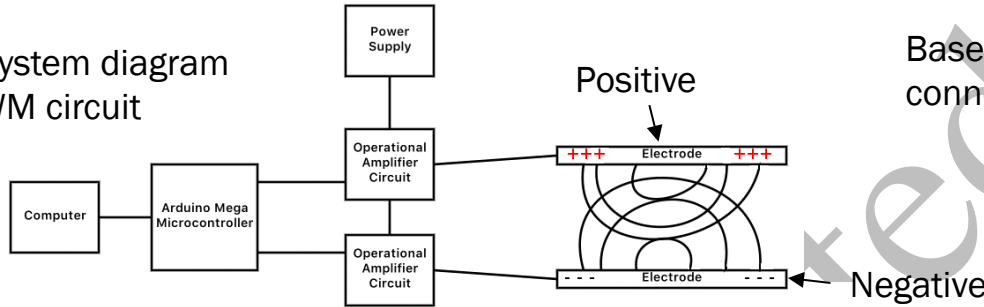 ystem diagram
VM circuit
Power
Supply
Positive
Base
conn
Operational
Amplifier
Circuit
+++ Electrode +++
Computer
Arduino Mega
Microcontroller
Operational
Amplifier
Circuit
- - - Electrode - - -
Negative